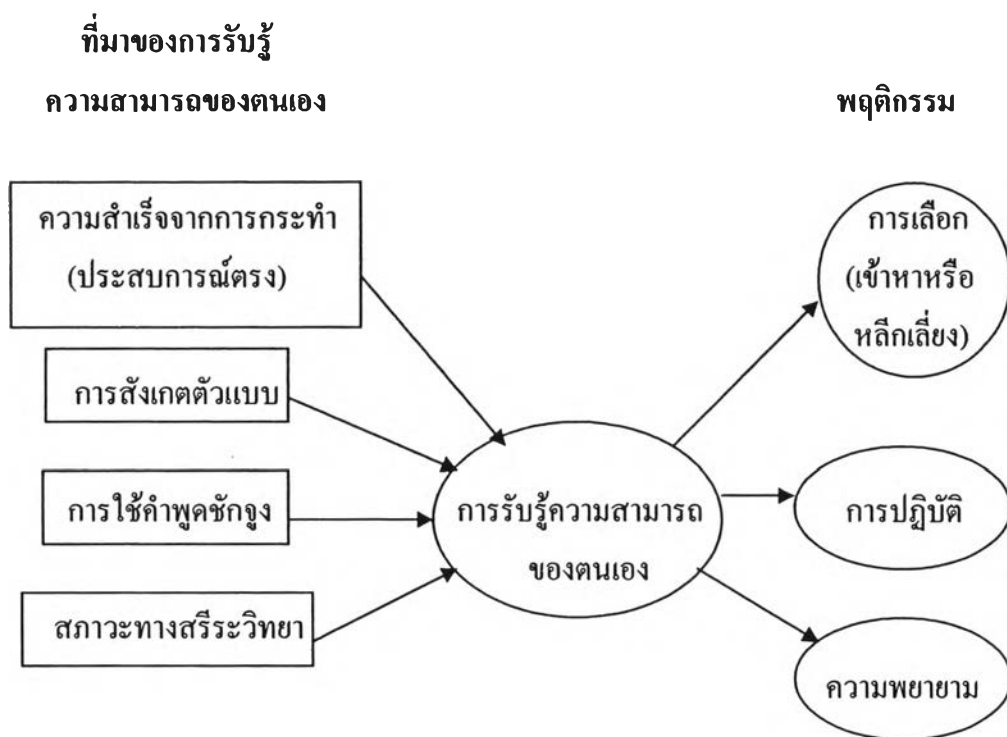 ที่มาของการรับรู้
ความสามารถของตนเอง
พฤติกรรม
ความสำเร็จจากการกระทำ
(ประสบการณ์ตรง)
การสังเกตตัวแบบ
การใช้คำพูดชักจูง
สภาวะทางสรีระวิทยา
การรับรู้ความสามารถ
ของตนเอง
การเลือก
(เข้าหาหรือ
หลีกเลี่ยง)
การปฏิบัติ
ความพยายาม